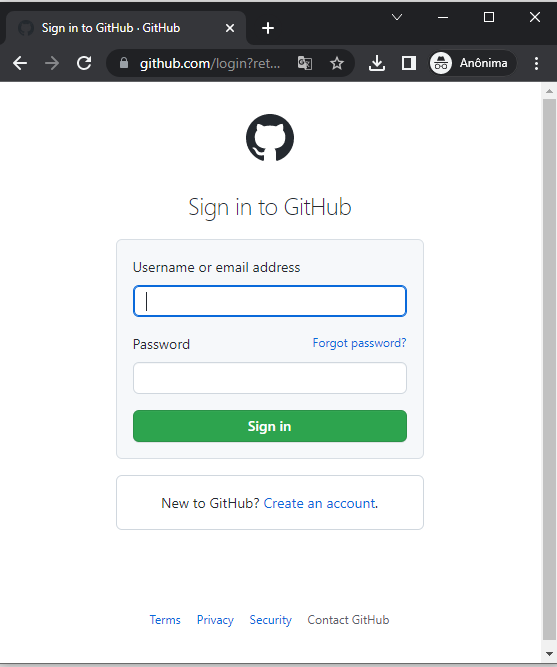 Sign in to GitHub · GitHub
github.com/login?ret...
Anônima
Sign in to GitHub
Username or email address
Password
Forgot password?
Sign in
New to GitHub? Create an account.
Terms Privacy Security Contact GitHub